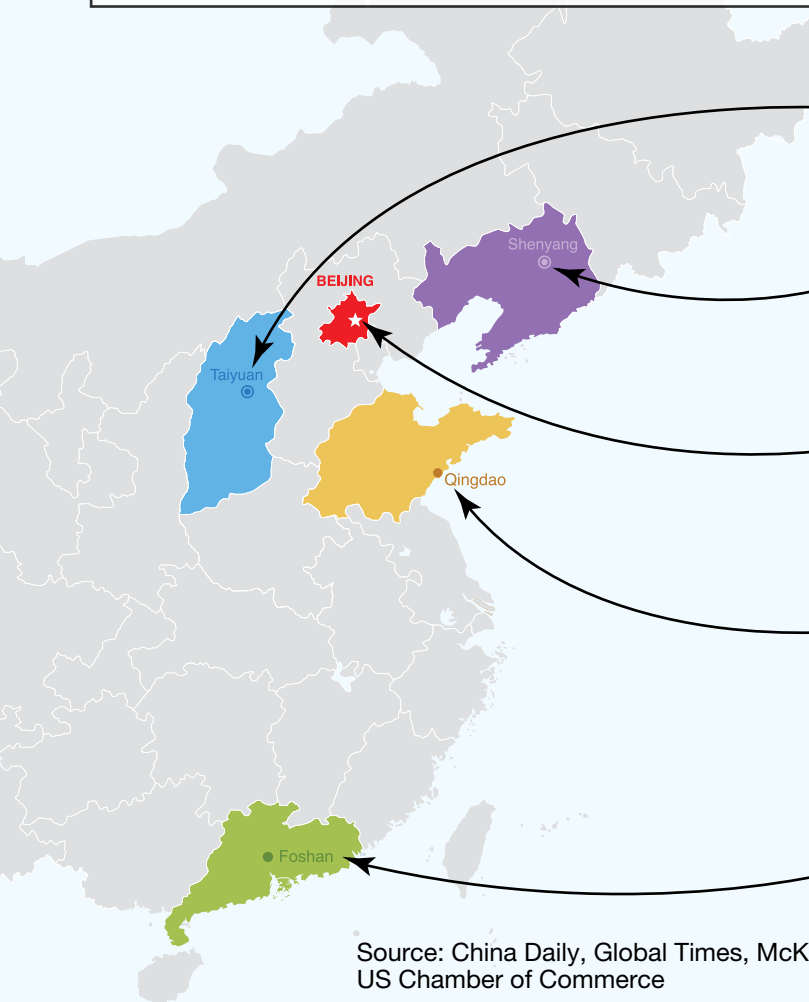 Shenyang
BEIJING
Taiyuan
Qingdao
Foshan
Source: China Daily, Global Times, McK
US Chamber of Commerce